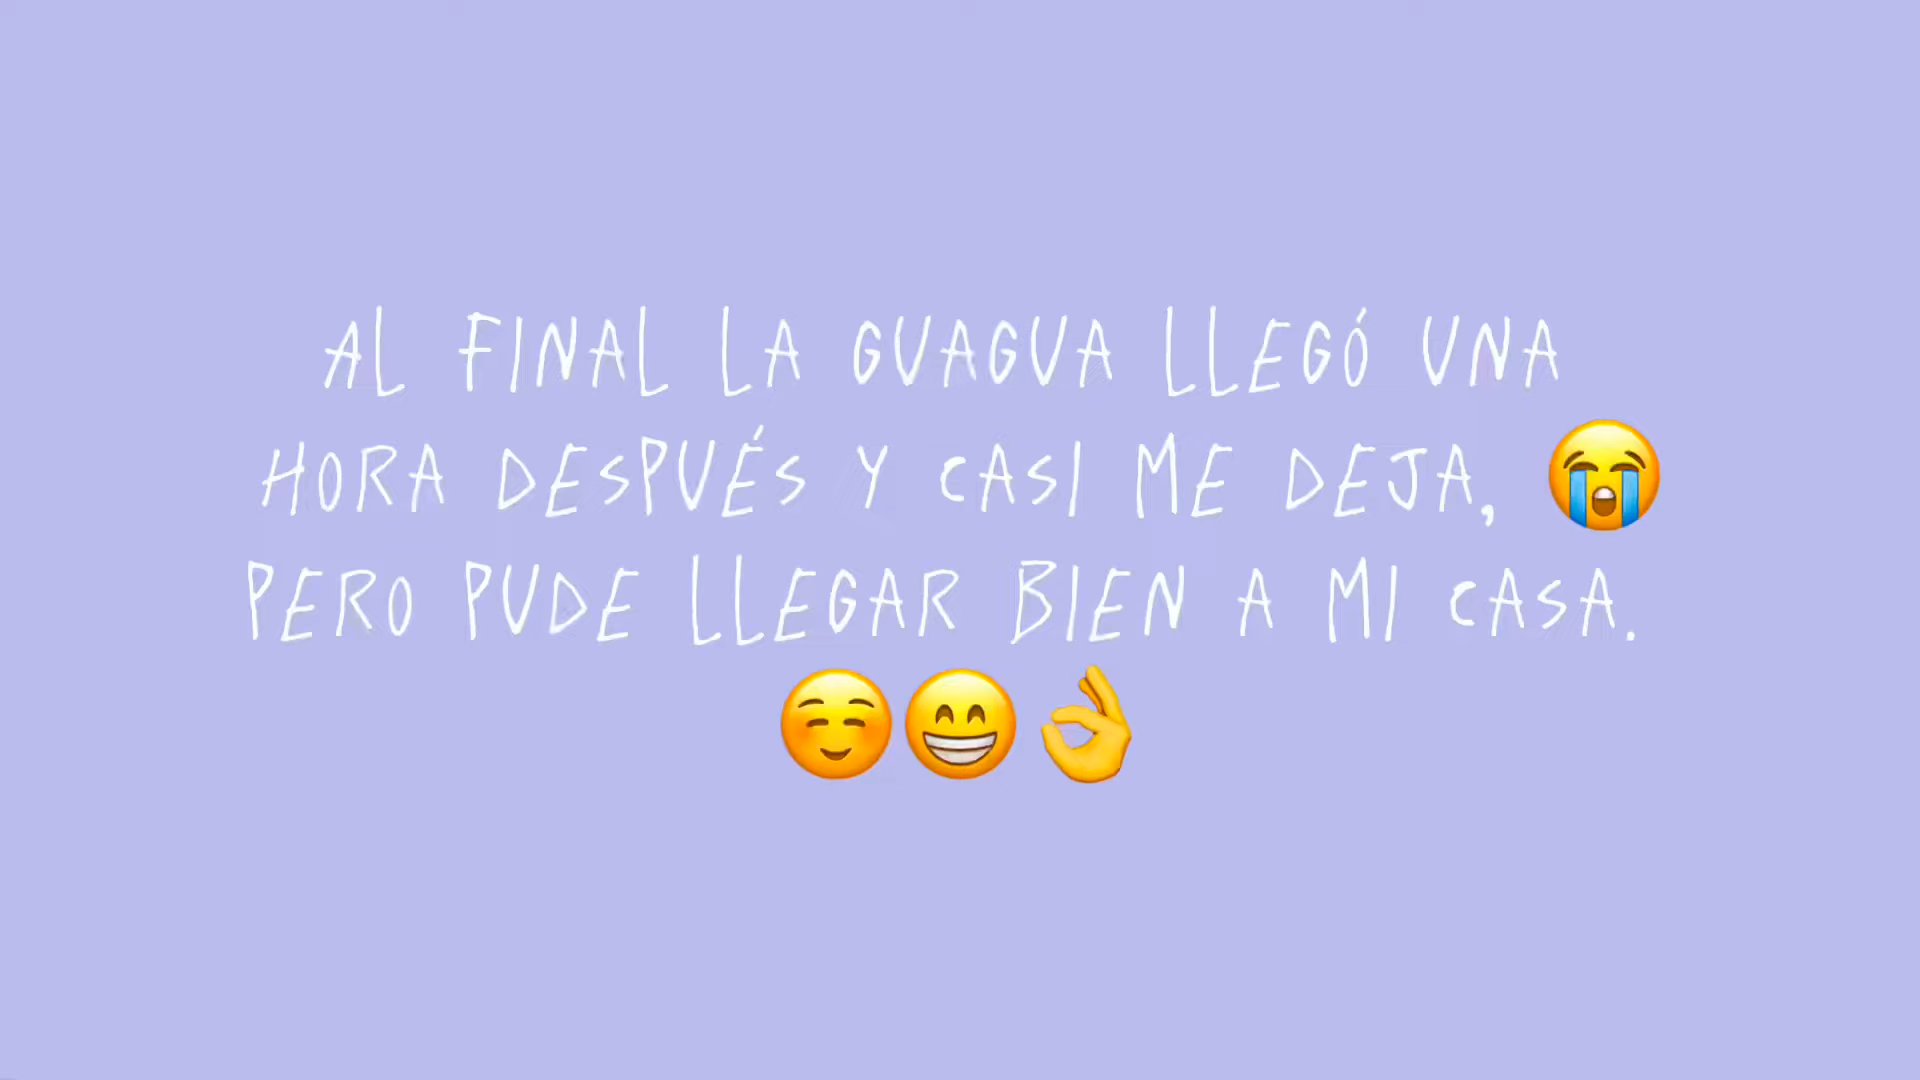 AL FINAL LA GUAGUA LLEGÓ UNA
HORA DESPUÉS Y CASI ME DEJA, 😭
PERO PUDE LLEGAR BIEN A MI CASA.
☺️😁👌